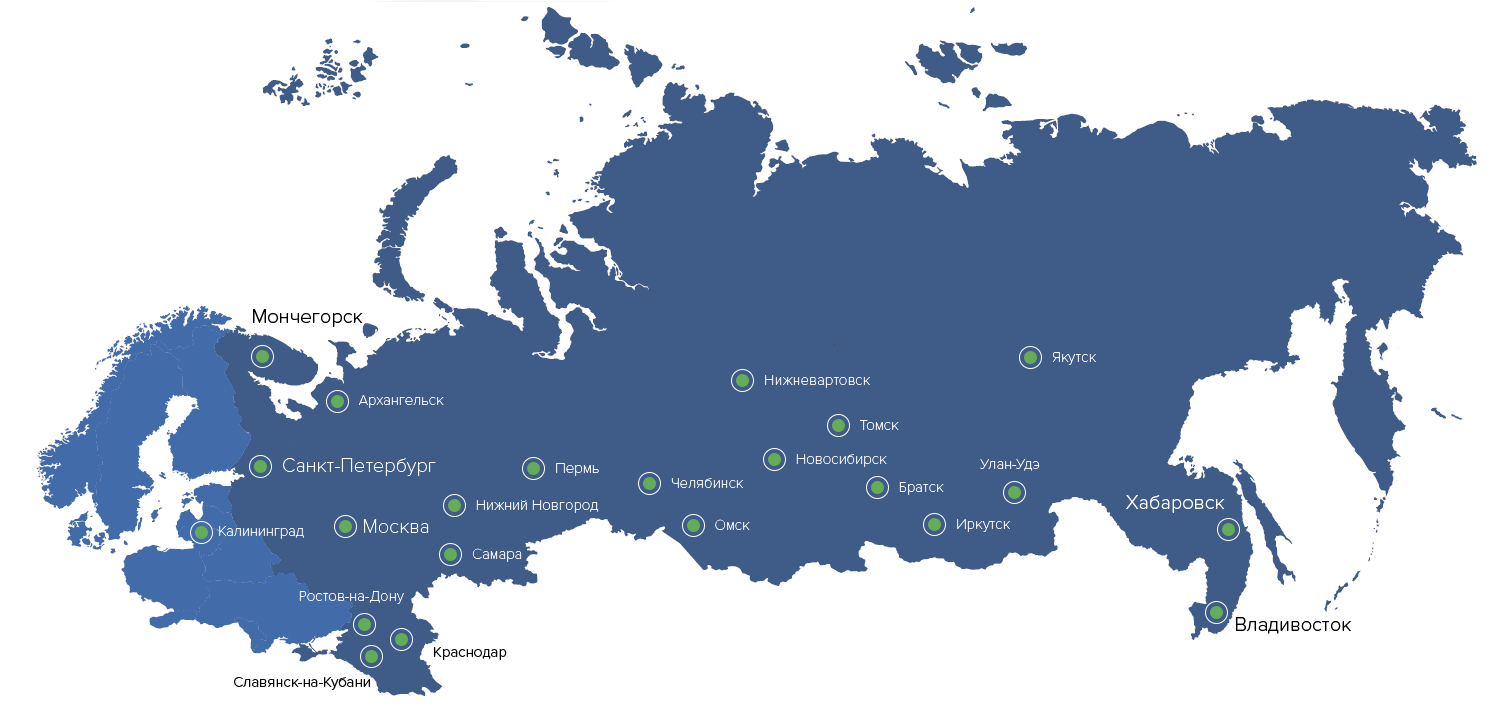 Мончегорск
Якутск
Нижневартовск
Архангельск
Томск
Новосибирск
Улан-Удэ
Санкт-Петербург
Пермь
Челябинск
Братск
Хабаровск
Нижний Новгород
Иркутск
Омск
Москва
Калининград
Самара
Ростов-на-Дону
Владивосток
Краснодар
Славянск-на-Кубани